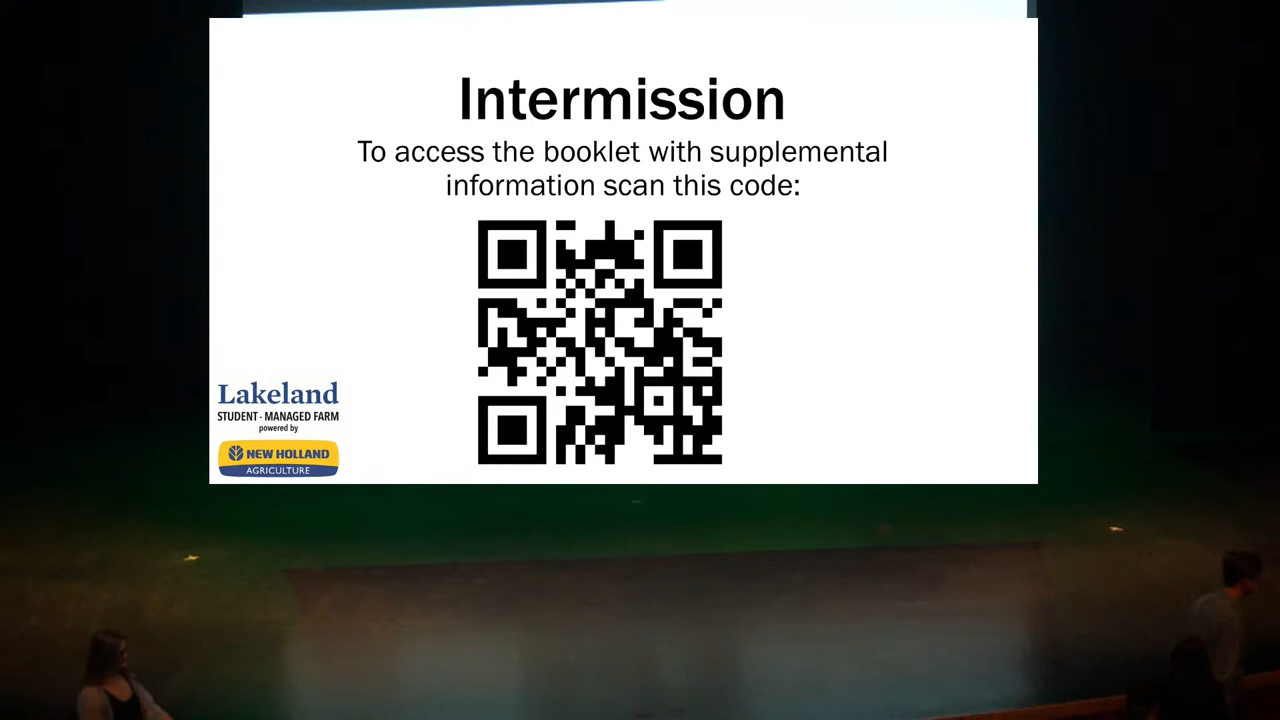 Intermission
To access the booklet with supplemental
information scan this code:
Lakeland
STUDENT - MANAGED FARM
powered by
NEW HOLLAND
AGRICULTURE